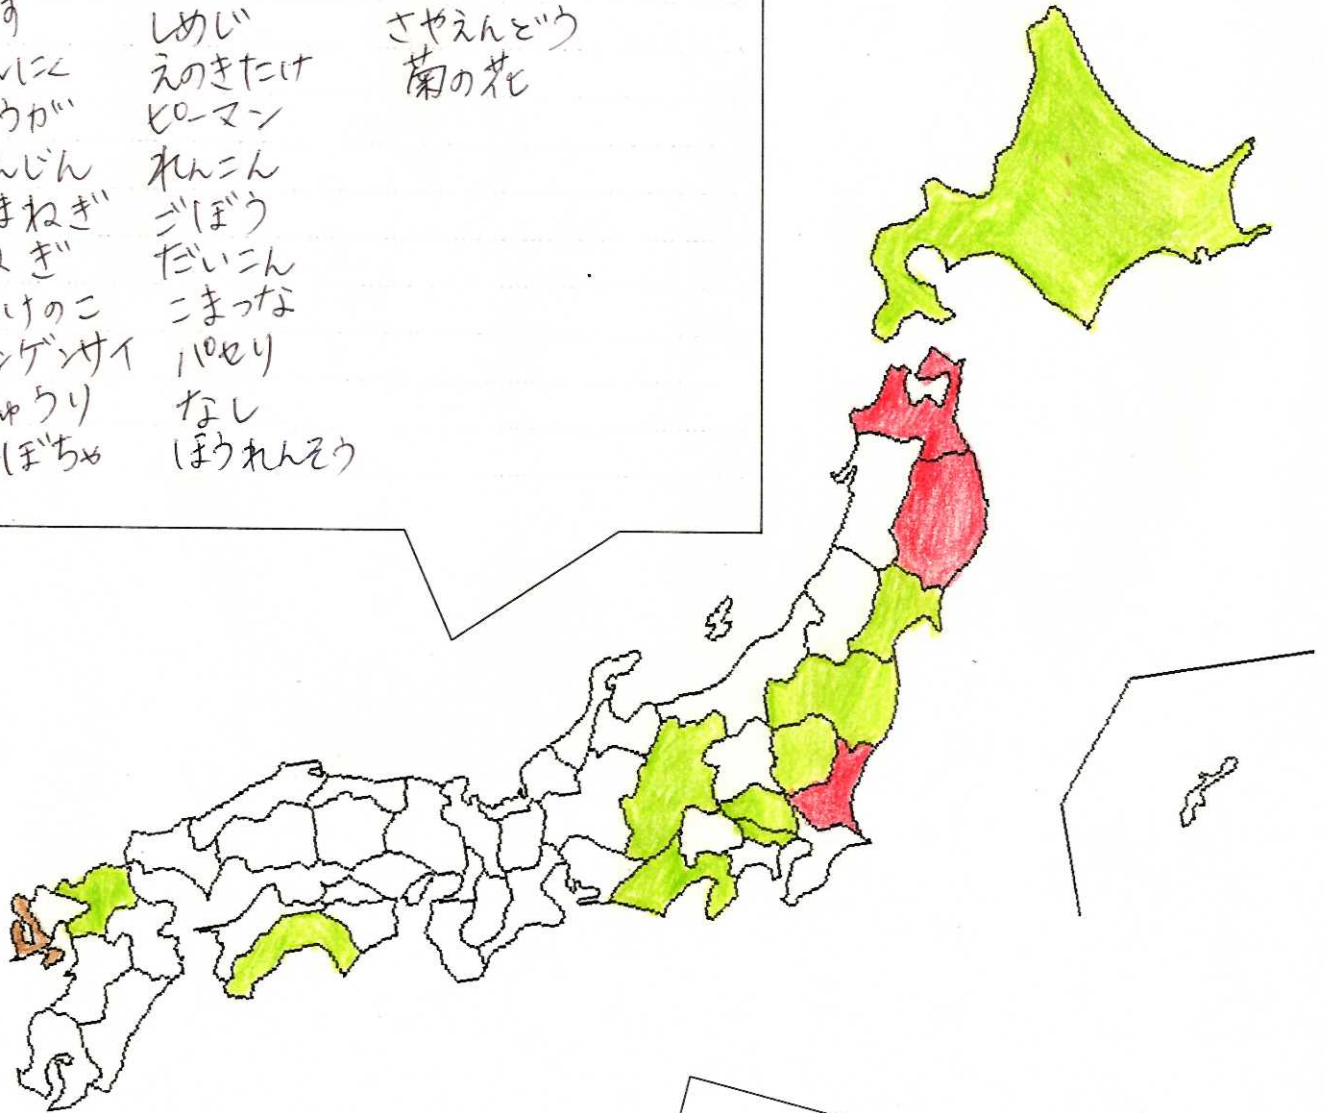 す しめじ さやえんどう
んにく えのきたけ 菊の花
うが ピーマン
んじん れんこん
まねぎ ごぼう
ぎ だいこん
けのこ こまつな
ンゲンサイ パセリ
ゅうり なし
ぼちゃ ほうれんそう